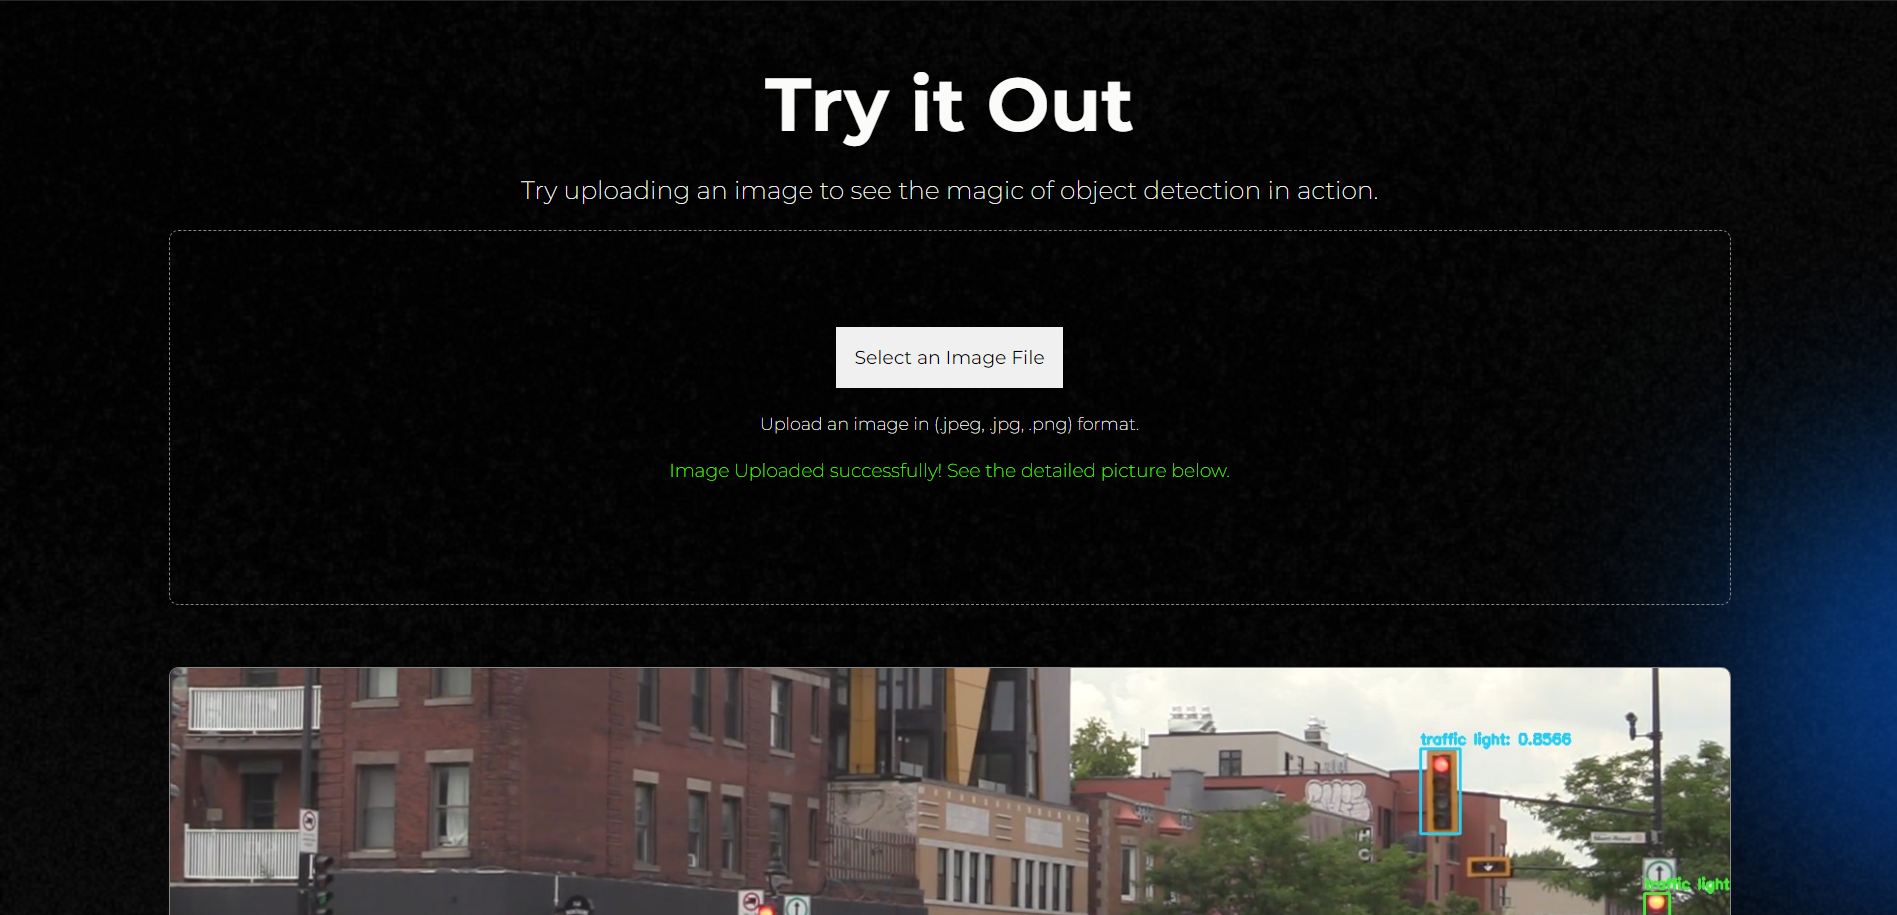 Try it Out
Try uploading an image to see the magic of object detection in action.
Select an Image File
Upload an image in (.jpeg, .jpg, .png) format.
Image Uploaded successfully! See the detailed picture below.
traffic light: 0.8566
traffic light